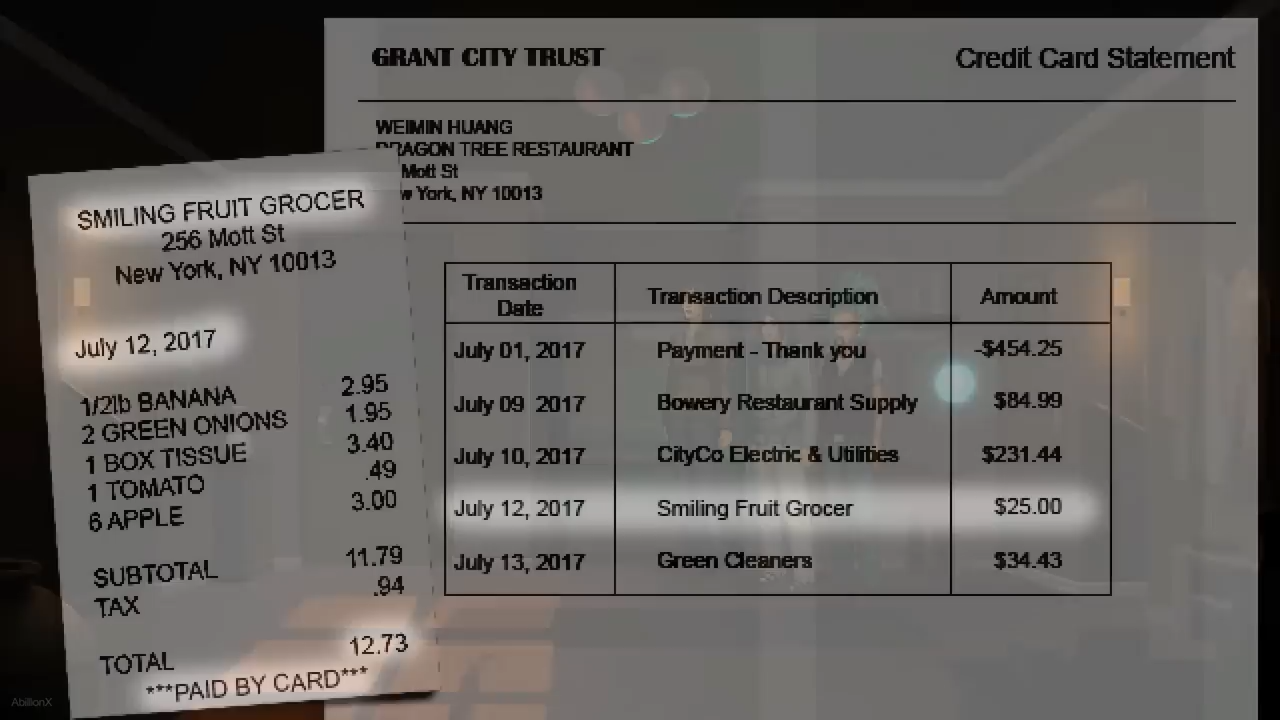 GRANT CITY TRUST
Credit Card Statement
WEIMIN HUANG
DRAGON TREE RESTAURANT
Mott St
New York, NY 10013
Transaction Date | Transaction Description | Amount
July 01, 2017 | Payment - Thank you | -$454.25
July 09 2017 | Bowery Restaurant Supply | $84.99
July 10, 2017 | CityCo Electric & Utilities | $231.44
July 12, 2017 | Smiling Fruit Grocer | $25.00
July 13, 2017 | Green Cleaners | $34.43
SMILING FRUIT GROCER
256 Mott St
New York, NY 10013
July 12, 2017
1/2lb BANANA 2.95
2 GREEN ONIONS 1.95
1 BOX TISSUE 3.40
1 TOMATO .49
6 APPLE 3.00
SUBTOTAL 11.79
TAX .94
TOTAL 12.73
***PAID BY CARD***
AbilionX